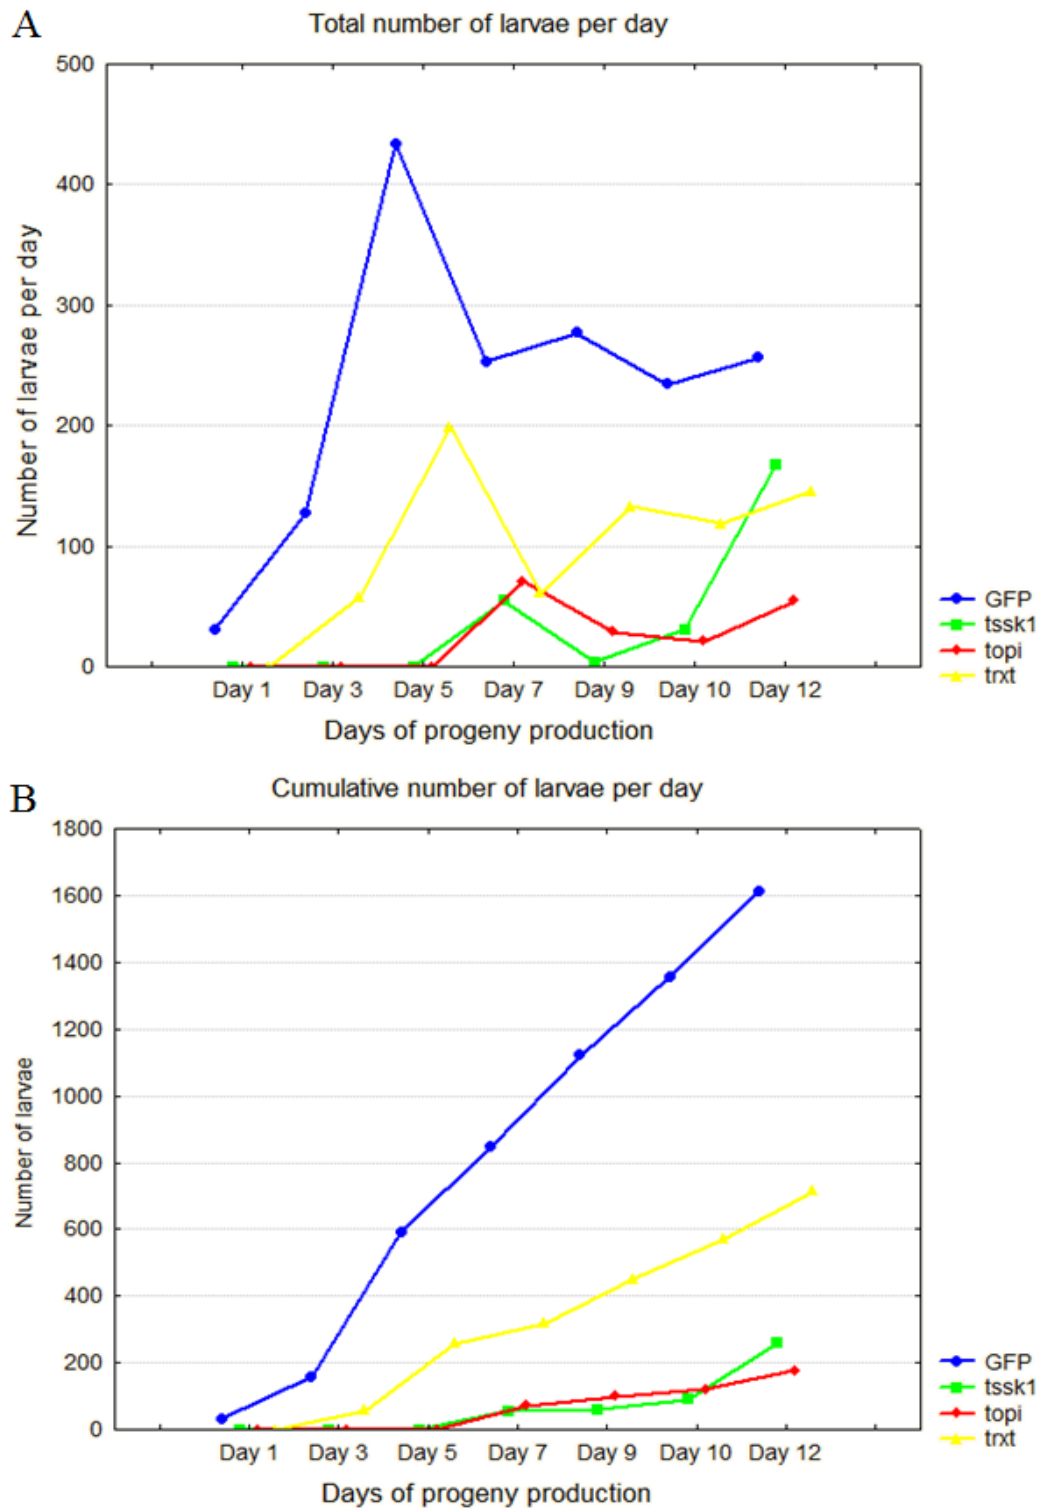 A
Total number of larvae per day
Number of larvae per day
500
400
300
200
100
0
Day 1 Day 3 Day 5 Day 7 Day 9 Day 10 Day 12
Days of progeny production
GFP
tssk1
topi
trxt
B
Cumulative number of larvae per day
Number of larvae
1800
1600
1400
1200
1000
800
600
400
200
0
Day 1 Day 3 Day 5 Day 7 Day 9 Day 10 Day 12
Days of progeny production
GFP
tssk1
topi
trxt